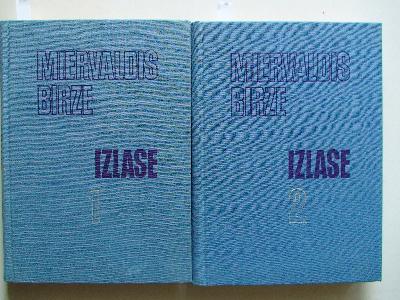 MIERVALDIS
BIRZE
IZLASE
1
MIERVALDIS
BIRZE
IZLASE
2